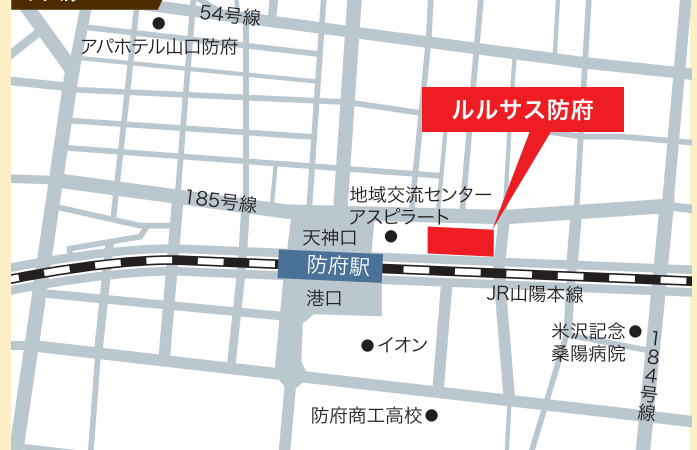 54号線
アパホテル山口防府
ルルサス防府
185号線
地域交流センター
アスピラート
天神口
防府駅
JR山陽本線
港口
米沢記念
桑陽病院
184号線
イオン
防府商工高校